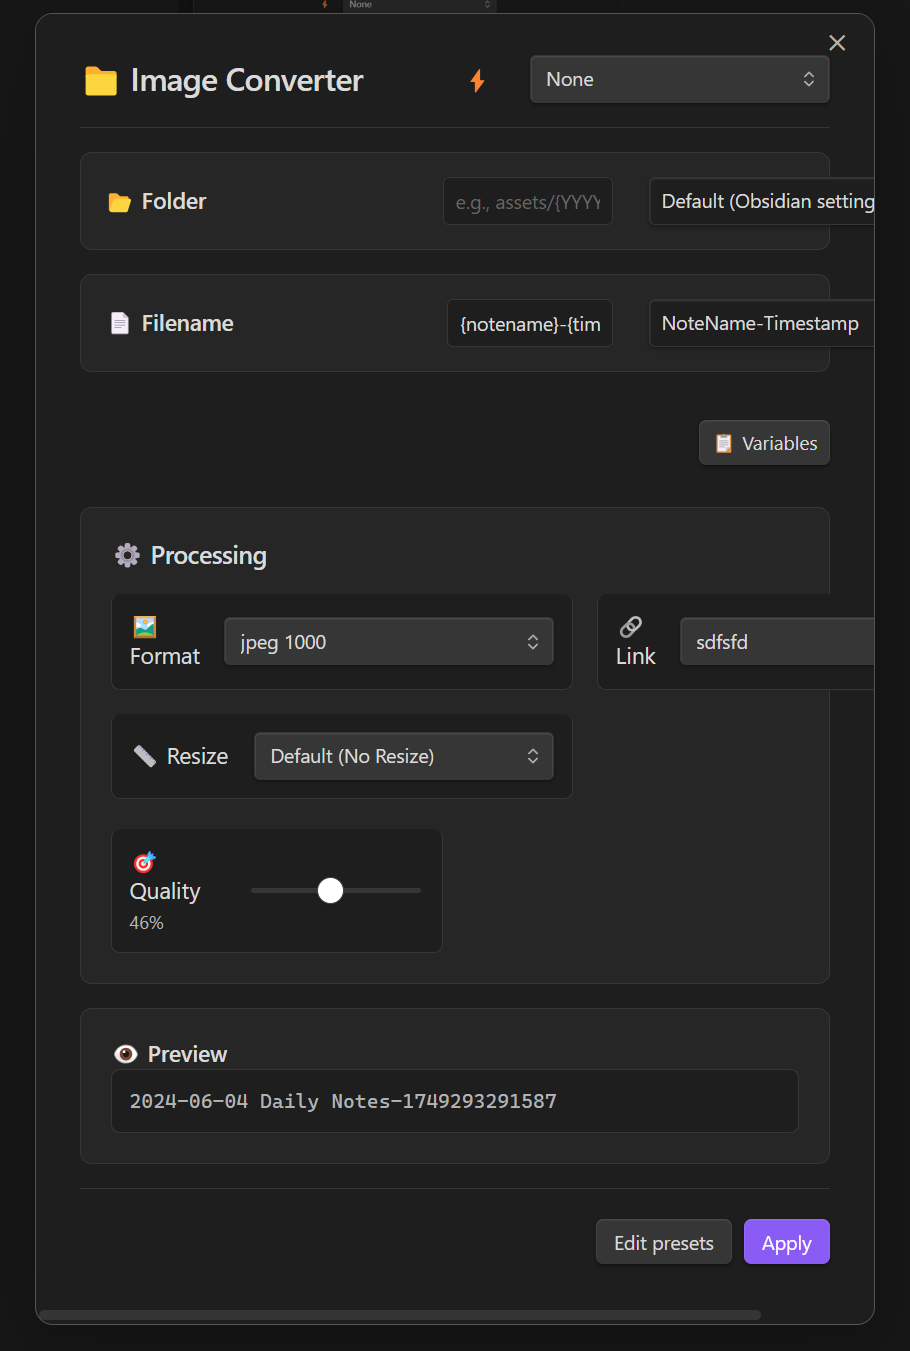 None
Image Converter
None
Folder
e.g., assets/{YYYY
Default (Obsidian setting
Filename
{notename}-{tim
NoteName-Timestamp
Variables
Processing
Format
jpeg 1000
Link
sdfsfd
Resize
Default (No Resize)
Quality
46%
Preview
2024-06-04 Daily Notes-1749293291587
Edit presets
Apply